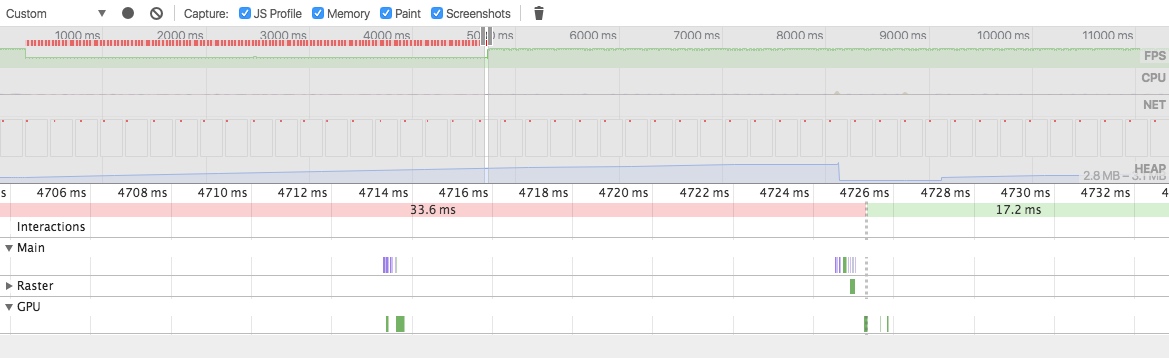 Custom Capture: JS Profile Memory Paint Screenshots
1000 ms 2000 ms 3000 ms 4000 ms 5000 ms 6000 ms 7000 ms 8000 ms 9000 ms 10000 ms 11000 ms
FPS
CPU
NET
HEAP
2.8 MB – 3.1 MB
s 4706 ms 4708 ms 4710 ms 4712 ms 4714 ms 4716 ms 4718 ms 4720 ms 4722 ms 4724 ms 4726 ms 4728 ms 4730 ms 4732 ms 4
33.6 ms 17.2 ms
Interactions
Main
Raster
GPU